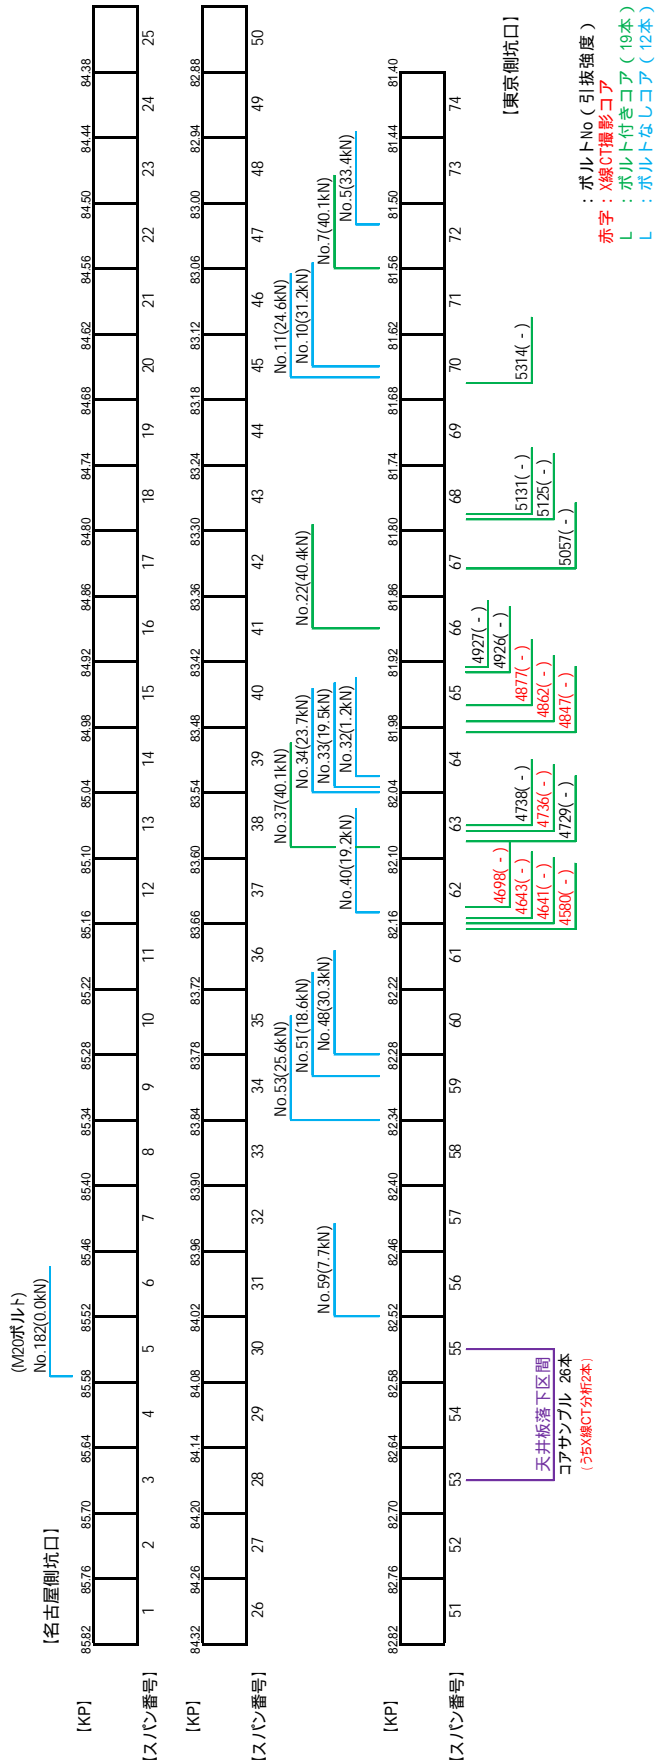 (M20ボルト)
No.182(0.0kN)
【名古屋側坑口】
【KP】 85.82 85.76 85.70 85.64 85.58 85.52 85.46 85.40 85.34 85.28 85.22 85.16 85.10 85.04 84.98 84.92 84.86 84.80 84.74 84.68 84.62 84.56 84.50 84.44 84.38
【スパン番号】 1 2 3 4 5 6 7 8 9 10 11 12 13 14 15 16 17 18 19 20 21 22 23 24 25
【KP】 84.32 84.26 84.20 84.14 84.08 84.02 83.96 83.90 83.84 83.78 83.72 83.66 83.60 83.54 83.48 83.42 83.36 83.30 83.24 83.18 83.12 83.06 83.00 82.94 82.88
【スパン番号】 26 27 28 29 30 31 32 33 34 35 36 37 38 39 40 41 42 43 44 45 46 47 48 49 50
No.53(25.6kN) No.37(40.1kN) No.11(24.6kN)
No.51(18.6kN) No.34(23.7kN) No.22(40.4kN) No.10(31.2kN)
No.59(7.7kN) No.48(30.3kN) No.33(19.5kN) No.7(40.1kN)
No.40(19.2kN) No.32(1.2kN) No.5(33.4kN)
【KP】 82.82 82.76 82.70 82.64 82.58 82.52 82.46 82.40 82.34 82.28 82.22 82.16 82.10 82.04 81.98 81.92 81.86 81.80 81.74 81.68 81.62 81.56 81.50 81.44 81.40
【スパン番号】 51 52 53 54 55 56 57 58 59 60 61 62 63 64 65 66 67 68 69 70 71 72 73 74
4927( - )
4698( - ) 4926( - ) 【東京側坑口】
4643( - ) 4738( - ) 4877( - ) 5131( - ) 5314( - )
天井板落下区間 4641( - ) 4736( - ) 4862( - ) 5125( - )
コアサンプル 26本 4580( - ) 4729( - ) 4847( - ) 5057( - )
(うちX線CT分析2本)
：ボルトNo(引抜強度)
赤字：X線CT撮影コア
L ：ボルト付きコア(19本)
L ：ボルトなしコア(12本)